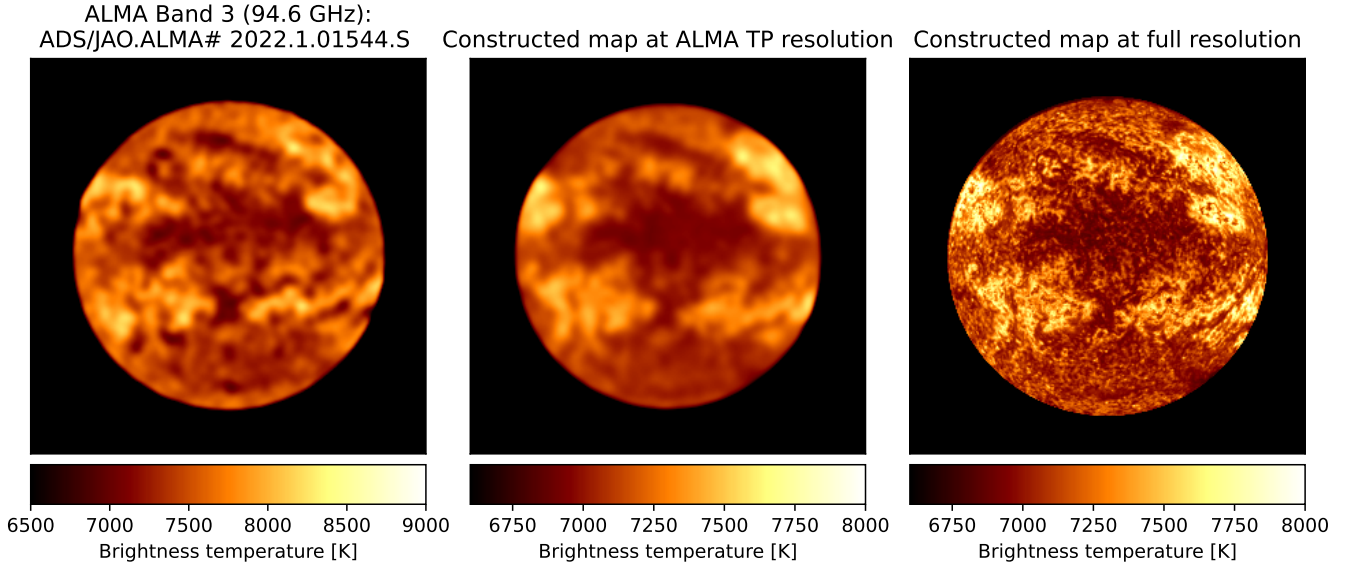 ALMA Band 3 (94.6 GHz):
ADS/JAO.ALMA# 2022.1.01544.S
Constructed map at ALMA TP resolution
Constructed map at full resolution
6500 7000 7500 8000 8500 9000
Brightness temperature [K]
6750 7000 7250 7500 7750 8000
Brightness temperature [K]
6750 7000 7250 7500 7750 8000
Brightness temperature [K]